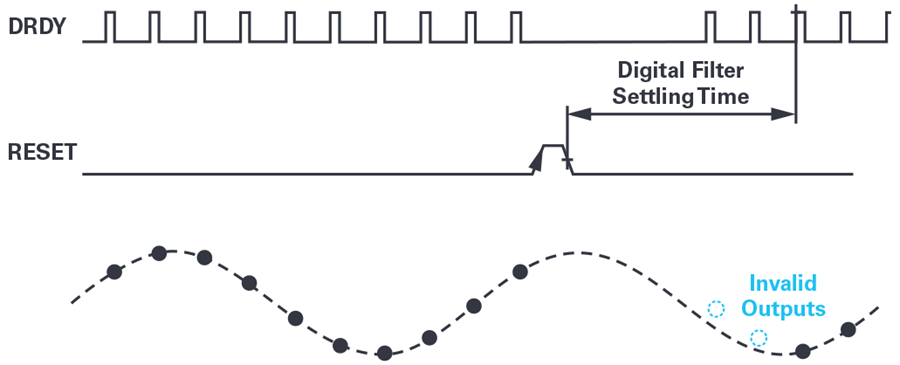 DRDY
Digital Filter
Settling Time
RESET
Invalid
Outputs